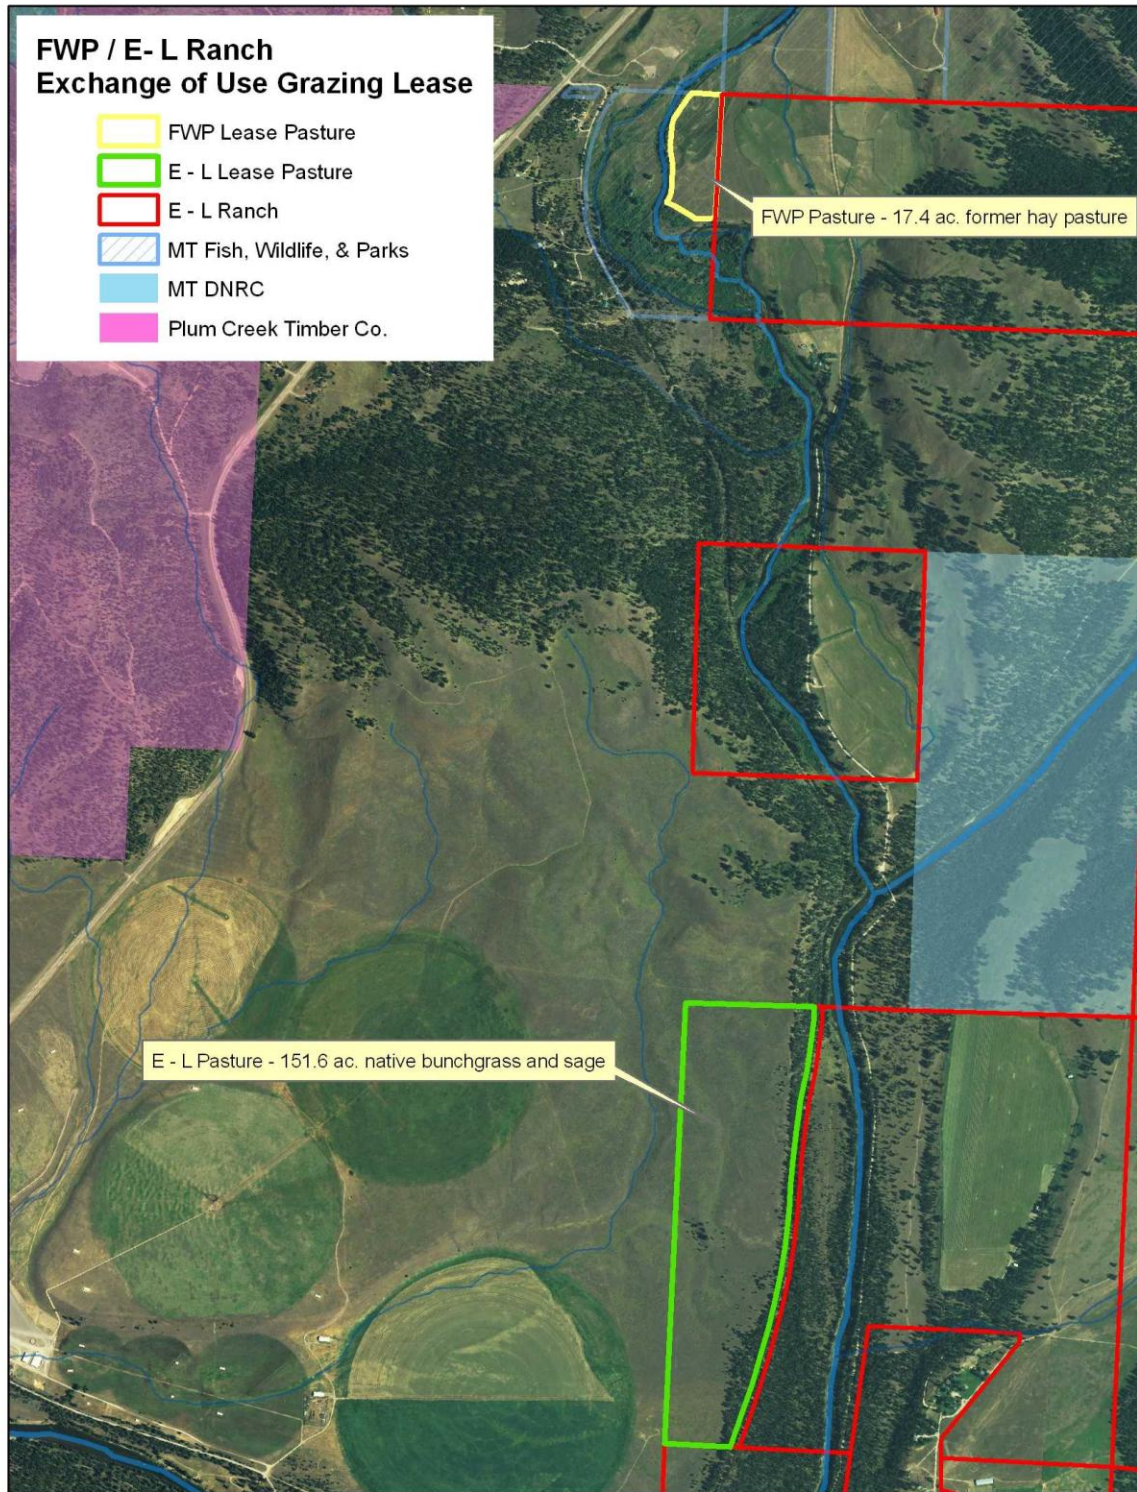 FWP / E- L Ranch
Exchange of Use Grazing Lease
FWP Lease Pasture
E - L Lease Pasture
E - L Ranch
MT Fish, Wildlife, & Parks
MT DNRC
Plum Creek Timber Co.
FWP Pasture - 17.4 ac. former hay pasture
E - L Pasture - 151.6 ac. native bunchgrass and sage